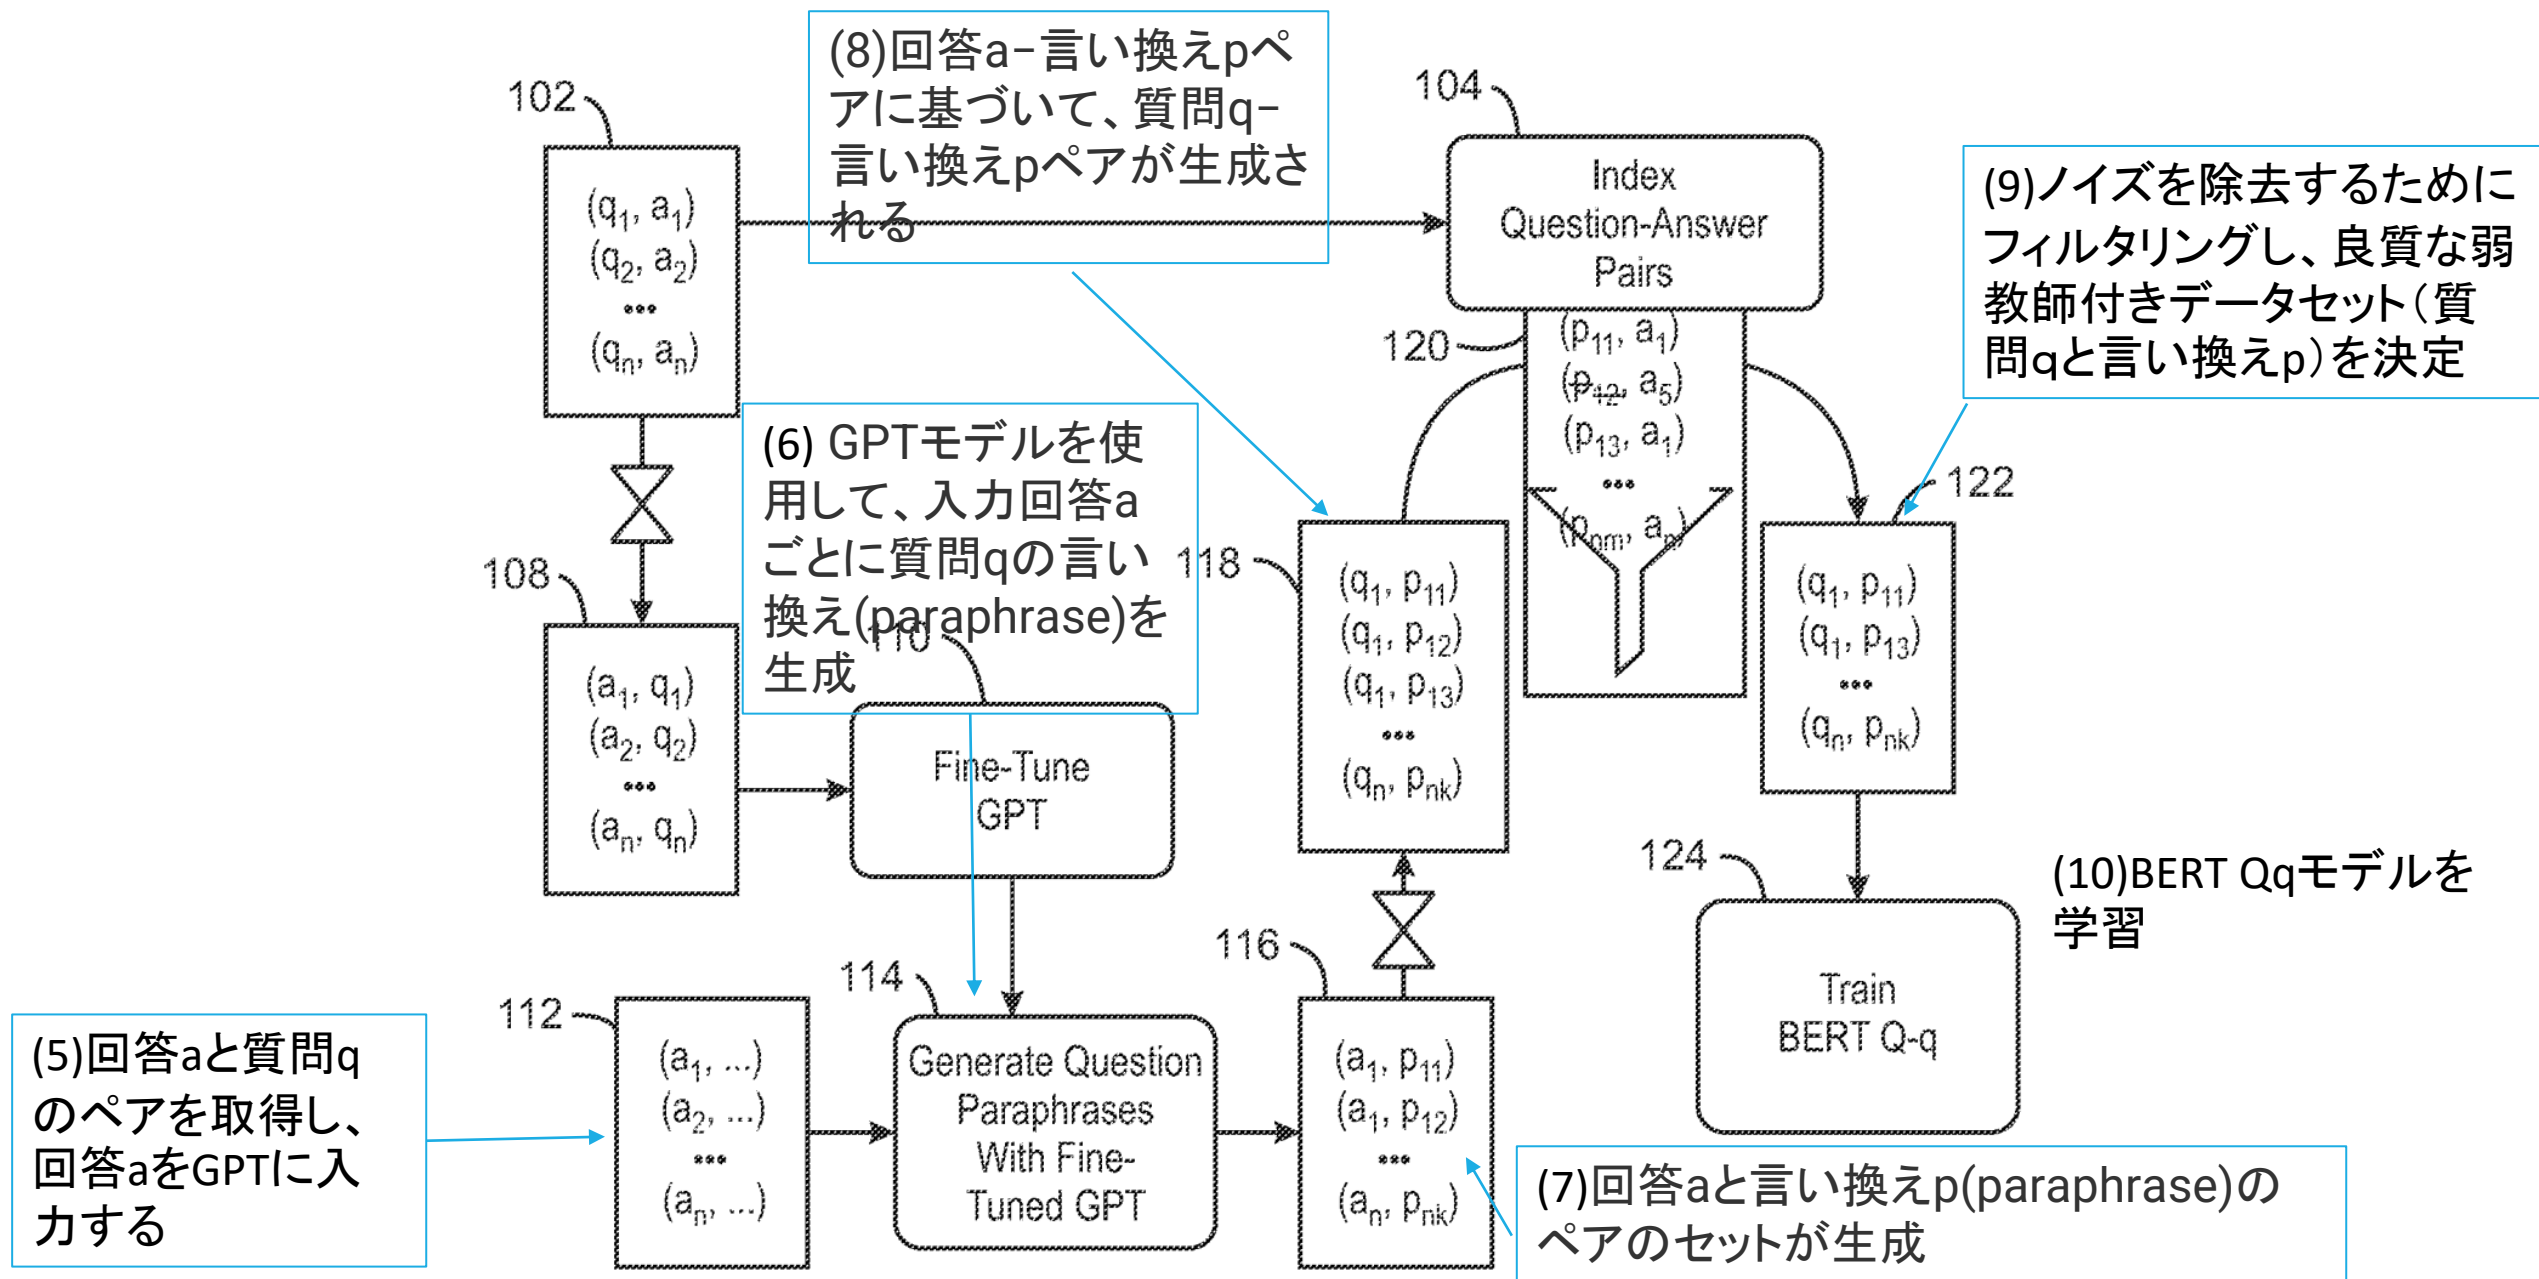 (8)回答a−言い換えpペ
アに基づいて、質問q−
言い換えpペアが生成さ
れる
102
(q1, a1)
(q2, a2)
•••
(qn, an)
104
Index
Question-Answer
Pairs
(9)ノイズを除去するために
フィルタリングし、良質な弱
教師付きデータセット(質
問qと言い換えp)を決定
120
(p11, a1)
(p12, a5)
(p13, a1)
•••
(pnm, an)
(6) GPTモデルを使
用して、入力回答a
ごとに質問qの言い
換え(paraphrase)を
生成
108
(a1, q1)
(a2, q2)
•••
(an, qn)
110
Fine-Tune
GPT
118
(q1, p11)
(q1, p12)
(q1, p13)
•••
(qn, pnk)
122
(q1, p11)
(q1, p13)
•••
(qn, pnk)
124
Train
BERT Q-q
(10)BERT Qqモデルを
学習
(5)回答aと質問q
のペアを取得し、
回答aをGPTに入
力する
112
(a1, ...)
(a2, ...)
•••
(an, ...)
114
Generate Question
Paraphrases
With Fine-
Tuned GPT
116
(a1, p11)
(a1, p12)
•••
(an, pnk)
(7)回答aと言い換えp(paraphrase)の
ペアのセットが生成